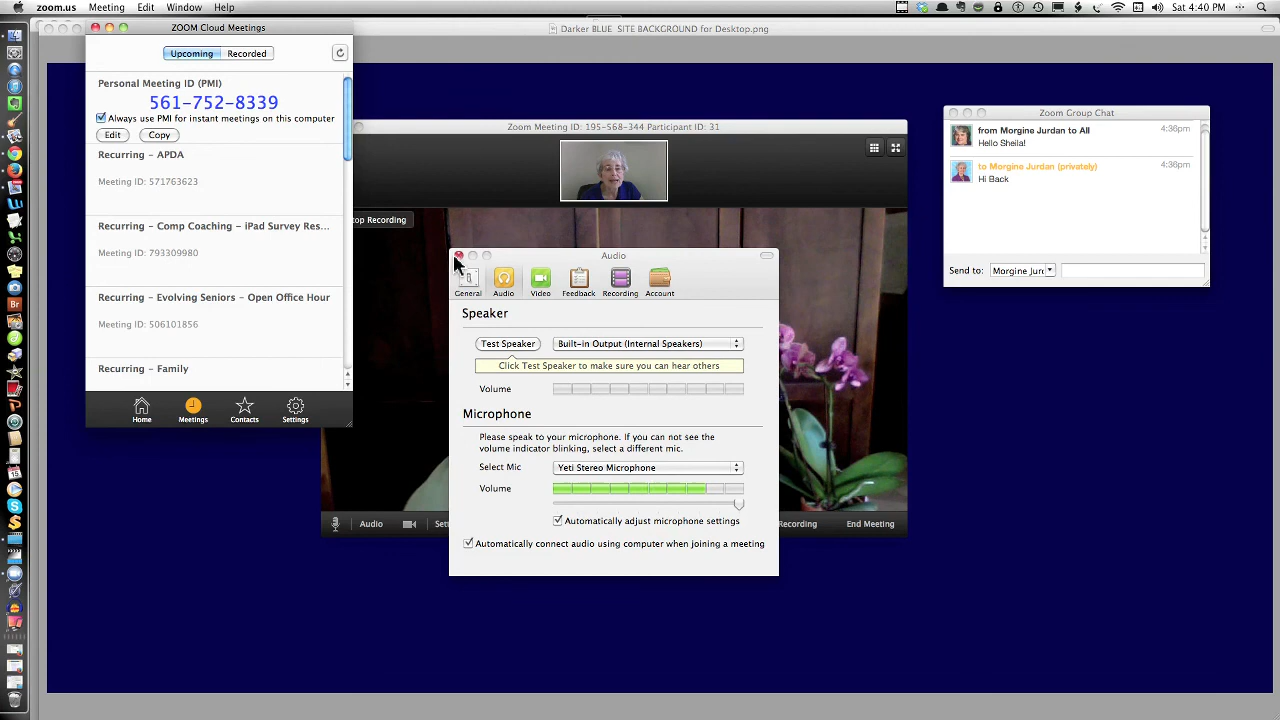 zoom.us Meeting Edit Window Help
Sat 4:40 PM
Darker BLUE SITE BACKGROUND for Desktop.png
ZOOM Cloud Meetings
Upcoming Recorded
Personal Meeting ID (PMI)
561-752-8339
Always use PMI for instant meetings on this computer
Edit Copy
Recurring - APDA
Meeting ID: 571763623
Recurring - Comp Coaching - iPad Survey Res...
Meeting ID: 793309980
Recurring - Evolving Seniors - Open Office Hour
Meeting ID: 506101856
Recurring - Family
Home Meetings Contacts Settings
Zoom Meeting ID: 195-568-344 Participant ID: 31
top Recording
Audio
General Audio Video Feedback Recording Account
Speaker
Test Speaker Built-in Output (Internal Speakers)
Click Test Speaker to make sure you can hear others
Volume
Microphone
Please speak to your microphone. If you can not see the
volume indicator blinking, select a different mic.
Select Mic Yeti Stereo Microphone
Volume
Automatically adjust microphone settings
Automatically connect audio using computer when joining a meeting
Audio Set Recording End Meeting
Zoom Group Chat
from Morgine Jurdan to All 4:36pm
Hello Sheila!
to Morgine Jurdan (privately) 4:36pm
Hi Back
Send to: Morgine Jur